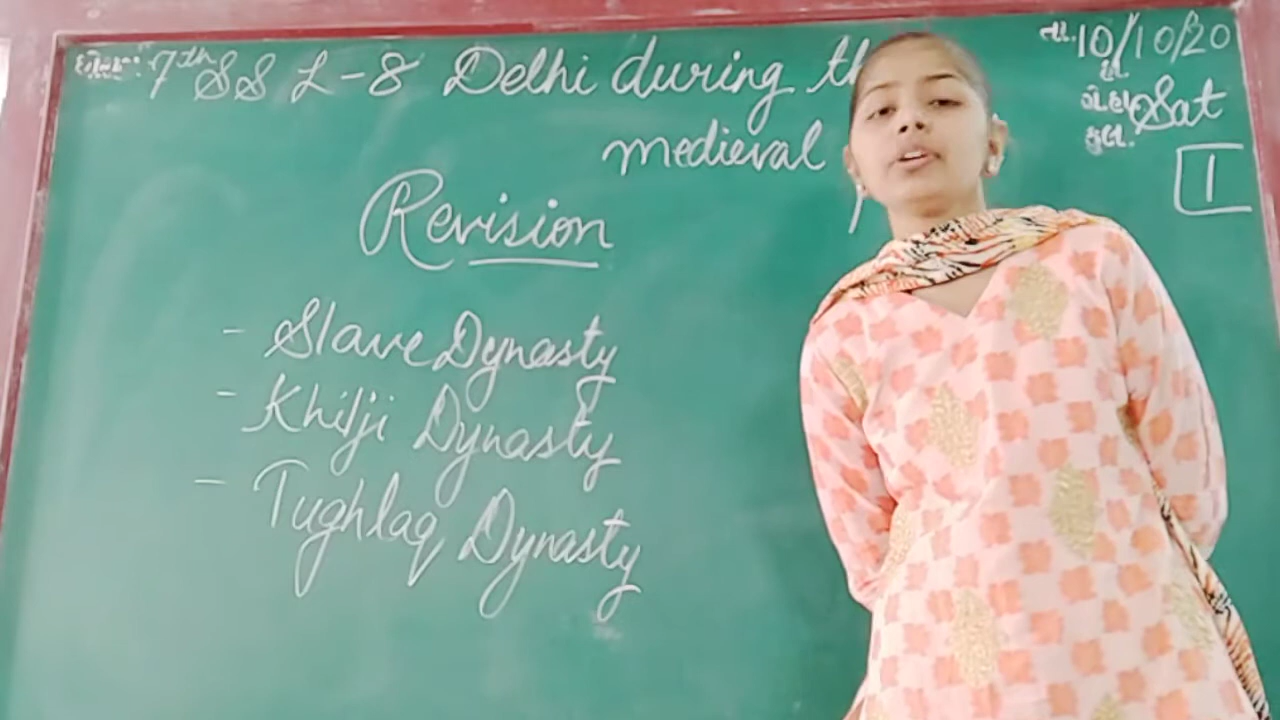 7th SS L-8 Delhi during th
medieval
Revision
- Slave Dynasty
- Khilji Dynasty
- Tughlaq Dynasty
તા. 10/10/20
Sat
1